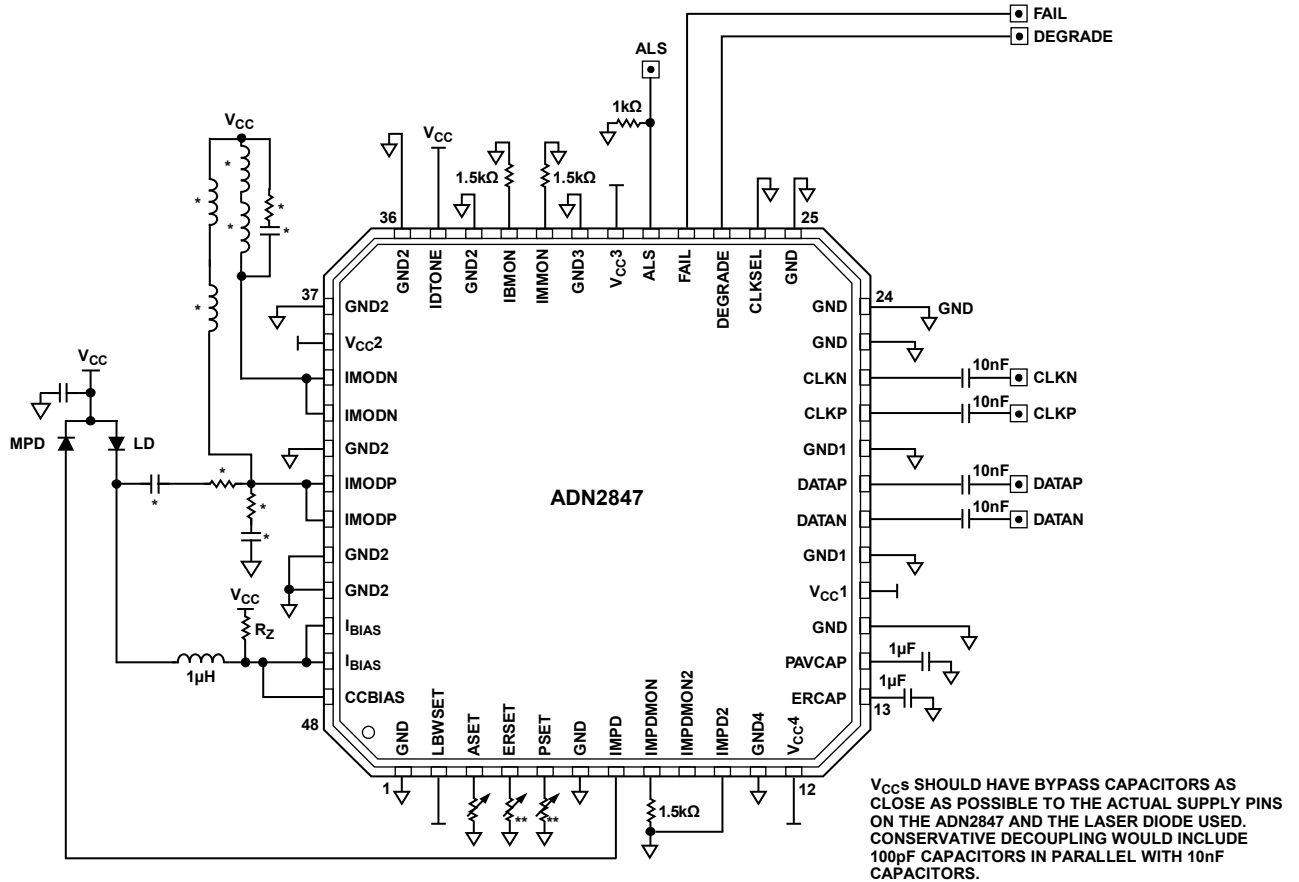 FAIL
DEGRADE
ALS
1kΩ
VCC
VCC
1.5kΩ
1.5kΩ
*
*
*
*
*
*
36
25
GND2
IDTONE
GND2
IBMON
IMMON
GND3
VCC3
ALS
FAIL
DEGRADE
CLKSEL
GND
37
24
GND2
VCC2
IMODN
IMODN
GND2
IMODP
IMODP
GND2
GND2
IBIAS
IBIAS
CCBIAS
48
VCC
MPD
LD
*
*
*
*
VCC
RZ
1µH
ADN2847
GND
GND
GND
CLKN
10nF
CLKN
CLKP
10nF
CLKP
GND1
DATAP
10nF
DATAP
DATAN
10nF
DATAN
GND1
VCC1
GND
PAVCAP
1µF
ERCAP
1µF
13
GND
LBWSET
ASET
ERSET
PSET
GND
IMPD
IMPDMON
IMPDMON2
IMPD2
GND4
VCC4
1
12
**
**
1.5kΩ
VCCs SHOULD HAVE BYPASS CAPACITORS AS
CLOSE AS POSSIBLE TO THE ACTUAL SUPPLY PINS
ON THE ADN2847 AND THE LASER DIODE USED.
CONSERVATIVE DECOUPLING WOULD INCLUDE
100pF CAPACITORS IN PARALLEL WITH 10nF
CAPACITORS.